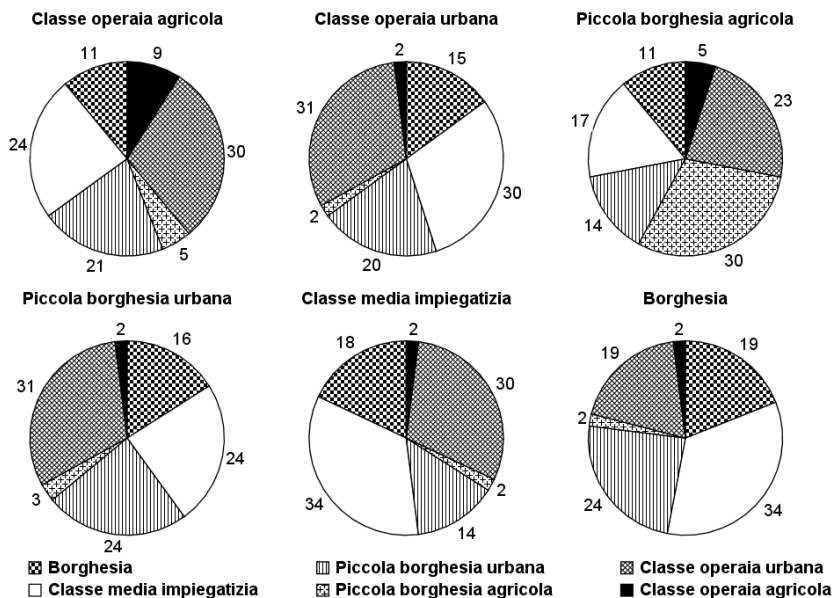 Classe operaia agricola
11 9
24 30
21 5
Classe operaia urbana
2 15
31
2 30
20
Piccola borghesia agricola
11 5
17 23
14 30
Piccola borghesia urbana
2 16
31
3 24
24
Classe media impiegatizia
18 2
30
34 2
14
Borghesia
2 19
19
2
24 34
Borghesia
Classe media impiegatizia
Piccola borghesia urbana
Piccola borghesia agricola
Classe operaia urbana
Classe operaia agricola